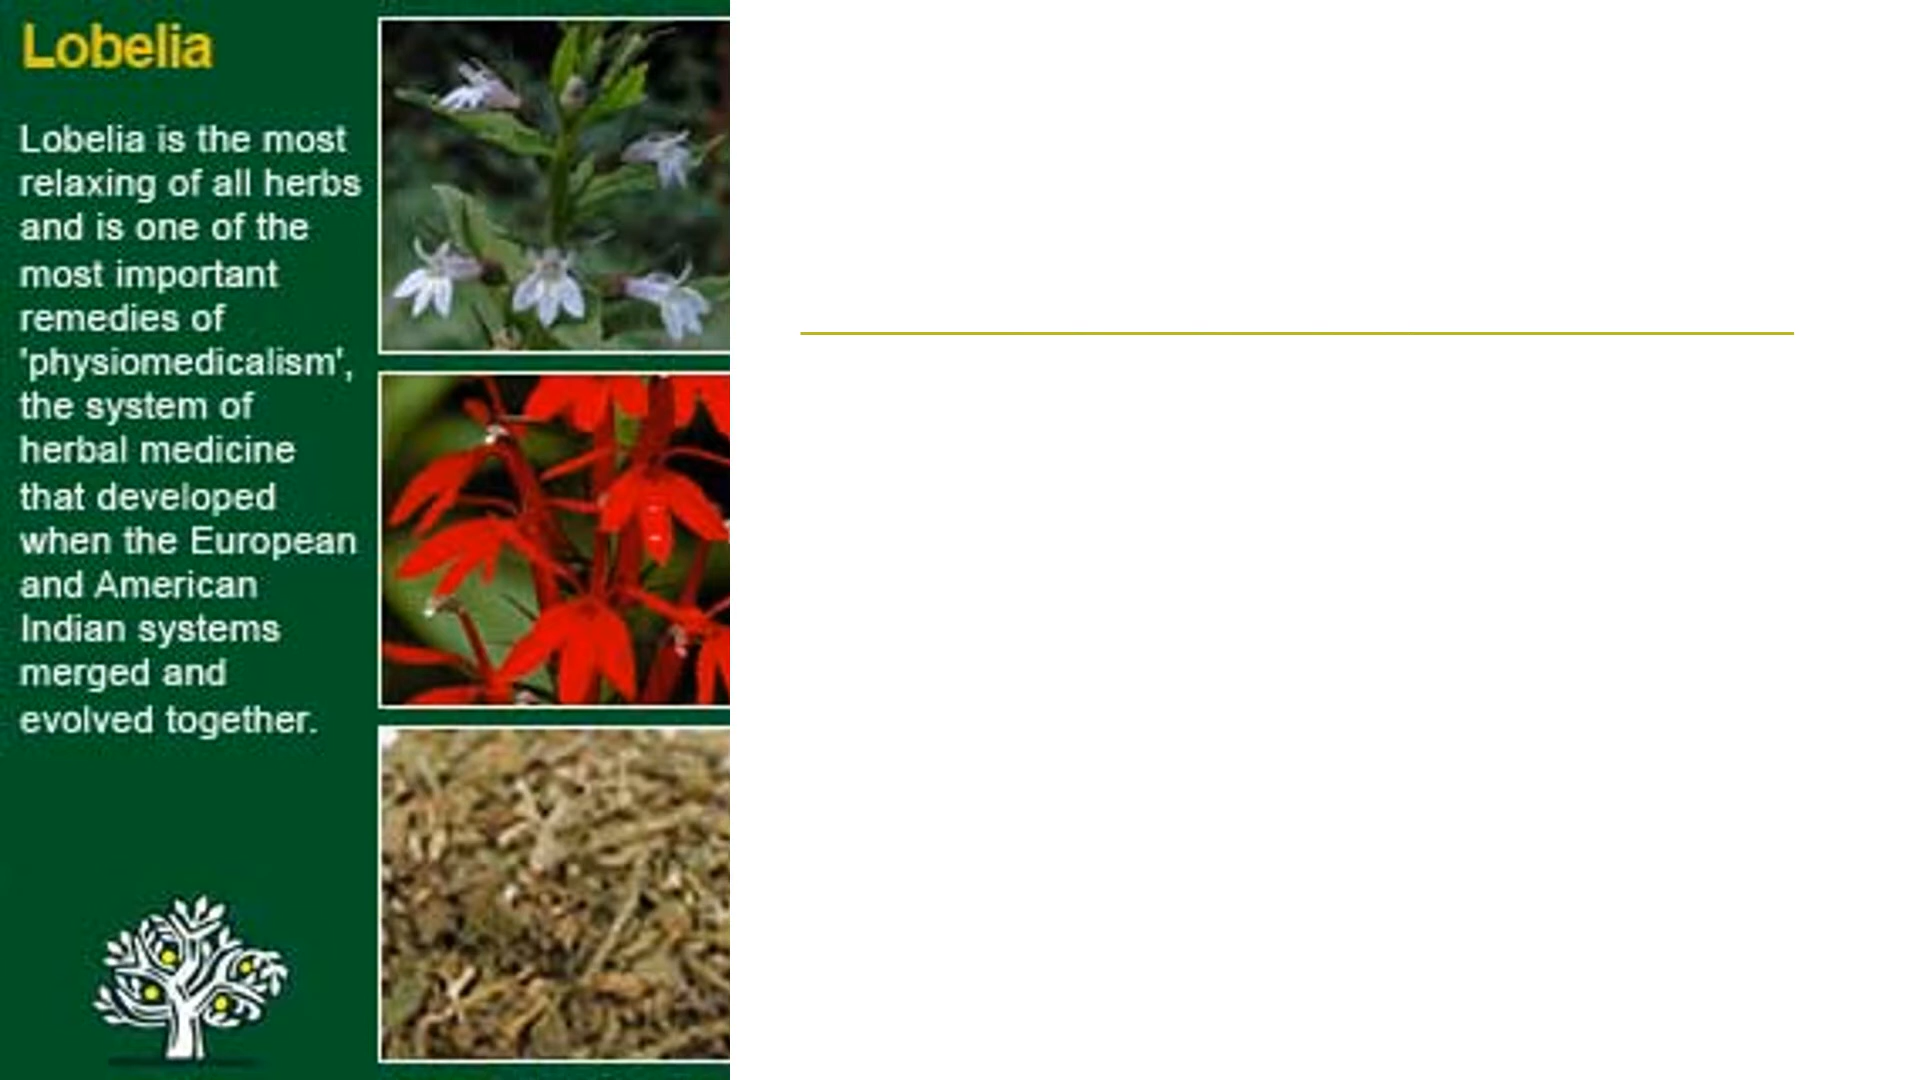 Lobelia
Lobelia is the most
relaxing of all herbs
and is one of the
most important
remedies of
'physiomedicalism',
the system of
herbal medicine
that developed
when the European
and American
Indian systems
merged and
evolved together.